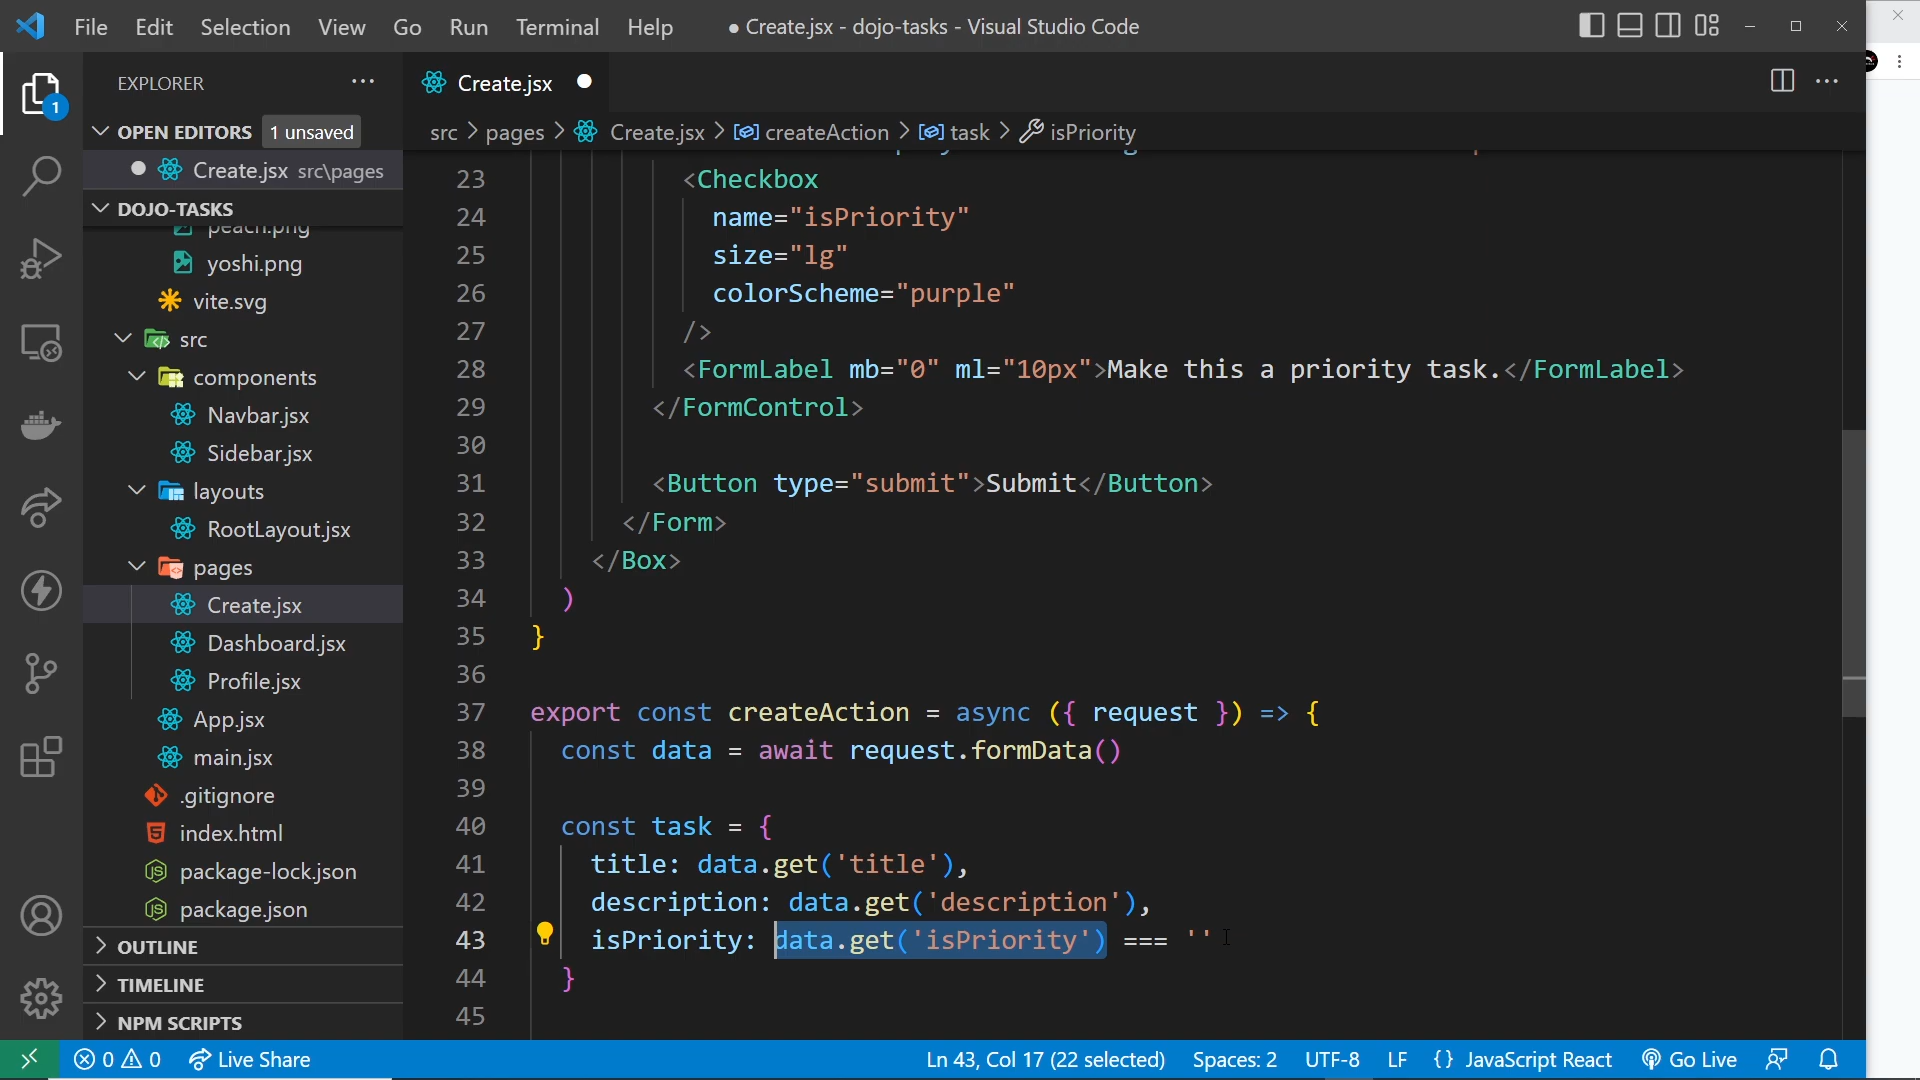 File Edit Selection View Go Run Terminal Help
● Create.jsx - dojo-tasks - Visual Studio Code
EXPLORER
1
OPEN EDITORS 1 unsaved
Create.jsx src\pages
DOJO-TASKS
peach.png
yoshi.png
vite.svg
src
components
Navbar.jsx
Sidebar.jsx
layouts
RootLayout.jsx
pages
Create.jsx
Dashboard.jsx
Profile.jsx
App.jsx
main.jsx
.gitignore
index.html
package-lock.json
package.json
OUTLINE
TIMELINE
NPM SCRIPTS
Create.jsx
src > pages > Create.jsx > createAction > task > isPriority
23 <Checkbox
24 name="isPriority"
25 size="lg"
26 colorScheme="purple"
27 />
28 <FormLabel mb="0" ml="10px">Make this a priority task.</FormLabel>
29 </FormControl>
30
31 <Button type="submit">Submit</Button>
32 </Form>
33 </Box>
34 )
35 }
36
37 export const createAction = async ({ request }) => {
38 const data = await request.formData()
39
40 const task = {
41 title: data.get('title'),
42 description: data.get('description'),
43 isPriority: data.get('isPriority') === ''
44 }
45
0 0 Live Share Ln 43, Col 17 (22 selected) Spaces: 2 UTF-8 LF {} JavaScript React Go Live